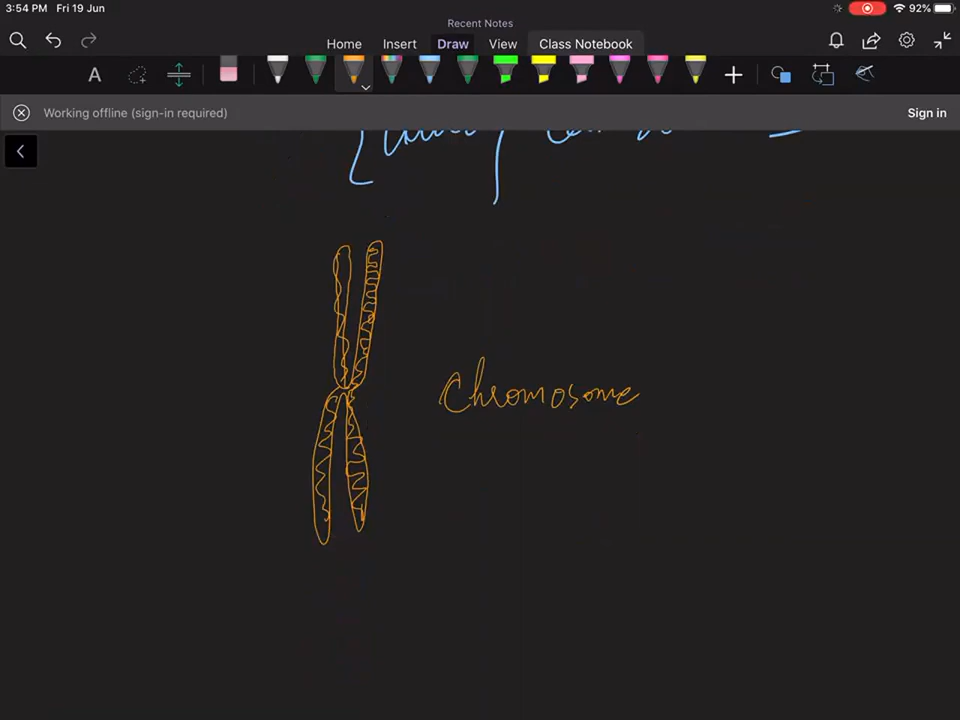 3:54 PM Fri 19 Jun
92%
Recent Notes
Home Insert Draw View Class Notebook
A
Working offline (sign-in required) Sign in
Chromosome